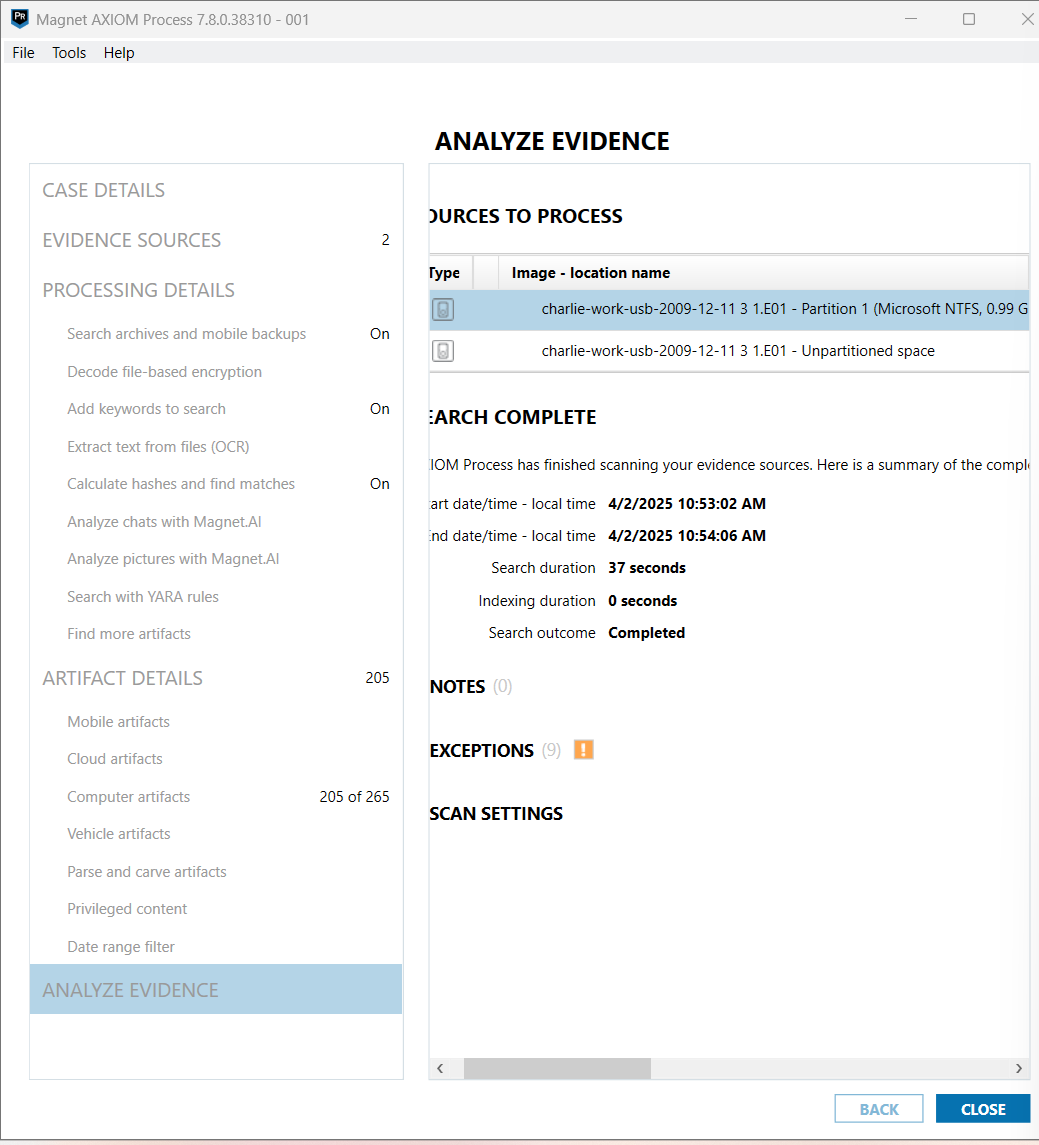 PR Magnet AXIOM Process 7.8.0.38310 - 001
File Tools Help
ANALYZE EVIDENCE
CASE DETAILS
EVIDENCE SOURCES 2
PROCESSING DETAILS
Search archives and mobile backups On
Decode file-based encryption
Add keywords to search On
Extract text from files (OCR)
Calculate hashes and find matches On
Analyze chats with Magnet.AI
Analyze pictures with Magnet.AI
Search with YARA rules
Find more artifacts
ARTIFACT DETAILS 205
Mobile artifacts
Cloud artifacts
Computer artifacts 205 of 265
Vehicle artifacts
Parse and carve artifacts
Privileged content
Date range filter
ANALYZE EVIDENCE
OURCES TO PROCESS
Type Image - location name
charlie-work-usb-2009-12-11 3 1.E01 - Partition 1 (Microsoft NTFS, 0.99 G
charlie-work-usb-2009-12-11 3 1.E01 - Unpartitioned space
EARCH COMPLETE
IOM Process has finished scanning your evidence sources. Here is a summary of the compl
art date/time - local time 4/2/2025 10:53:02 AM
End date/time - local time 4/2/2025 10:54:06 AM
Search duration 37 seconds
Indexing duration 0 seconds
Search outcome Completed
NOTES (0)
EXCEPTIONS (9) !
SCAN SETTINGS
BACK CLOSE